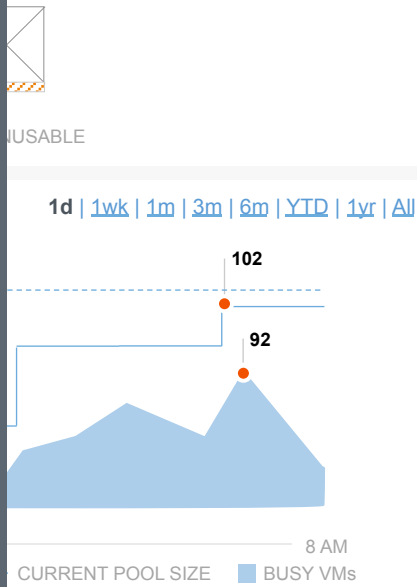 NUSABLE
1d | 1wk | 1m | 3m | 6m | YTD | 1yr | All
102
92
8 AM
CURRENT POOL SIZE BUSY VMs